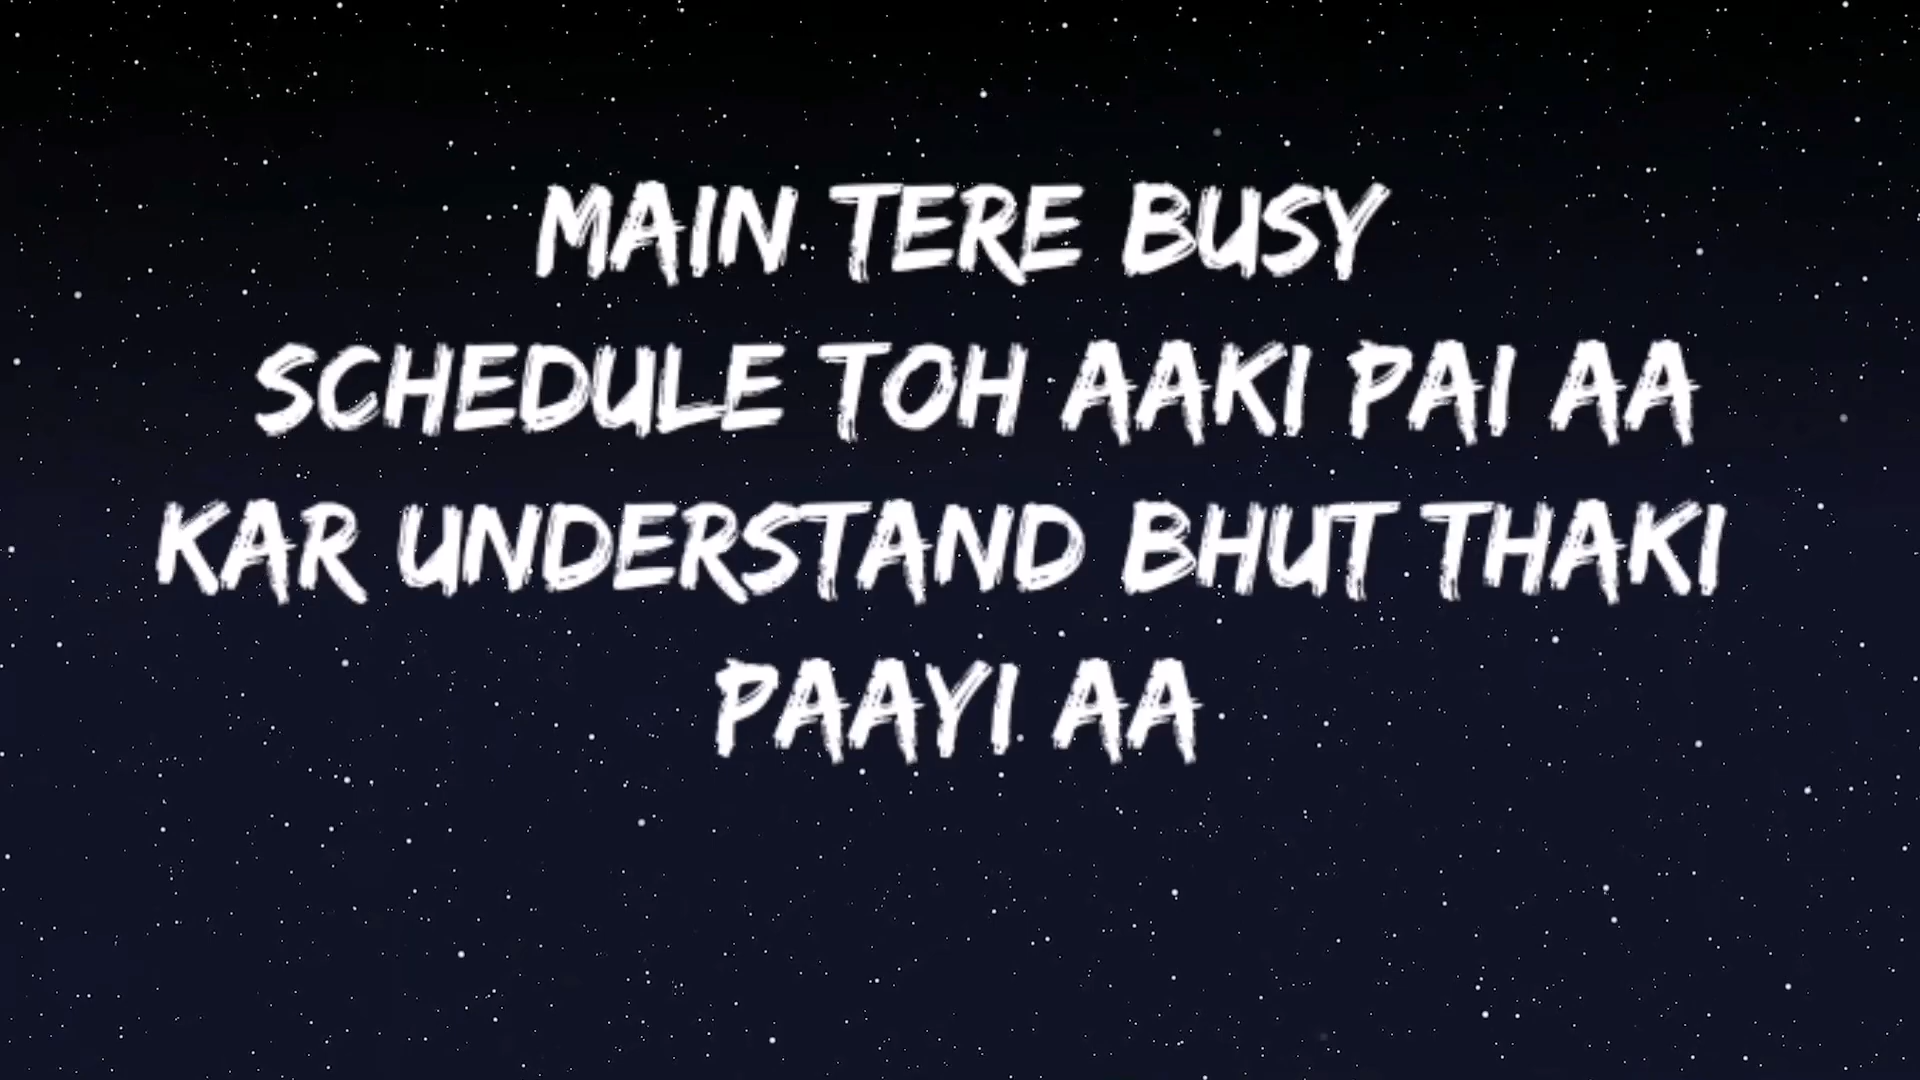 MAIN TERE BUSY
SCHEDULE TOH AAKI PAI AA
KAR UNDERSTAND BHUT THAKI
PAAYI AA